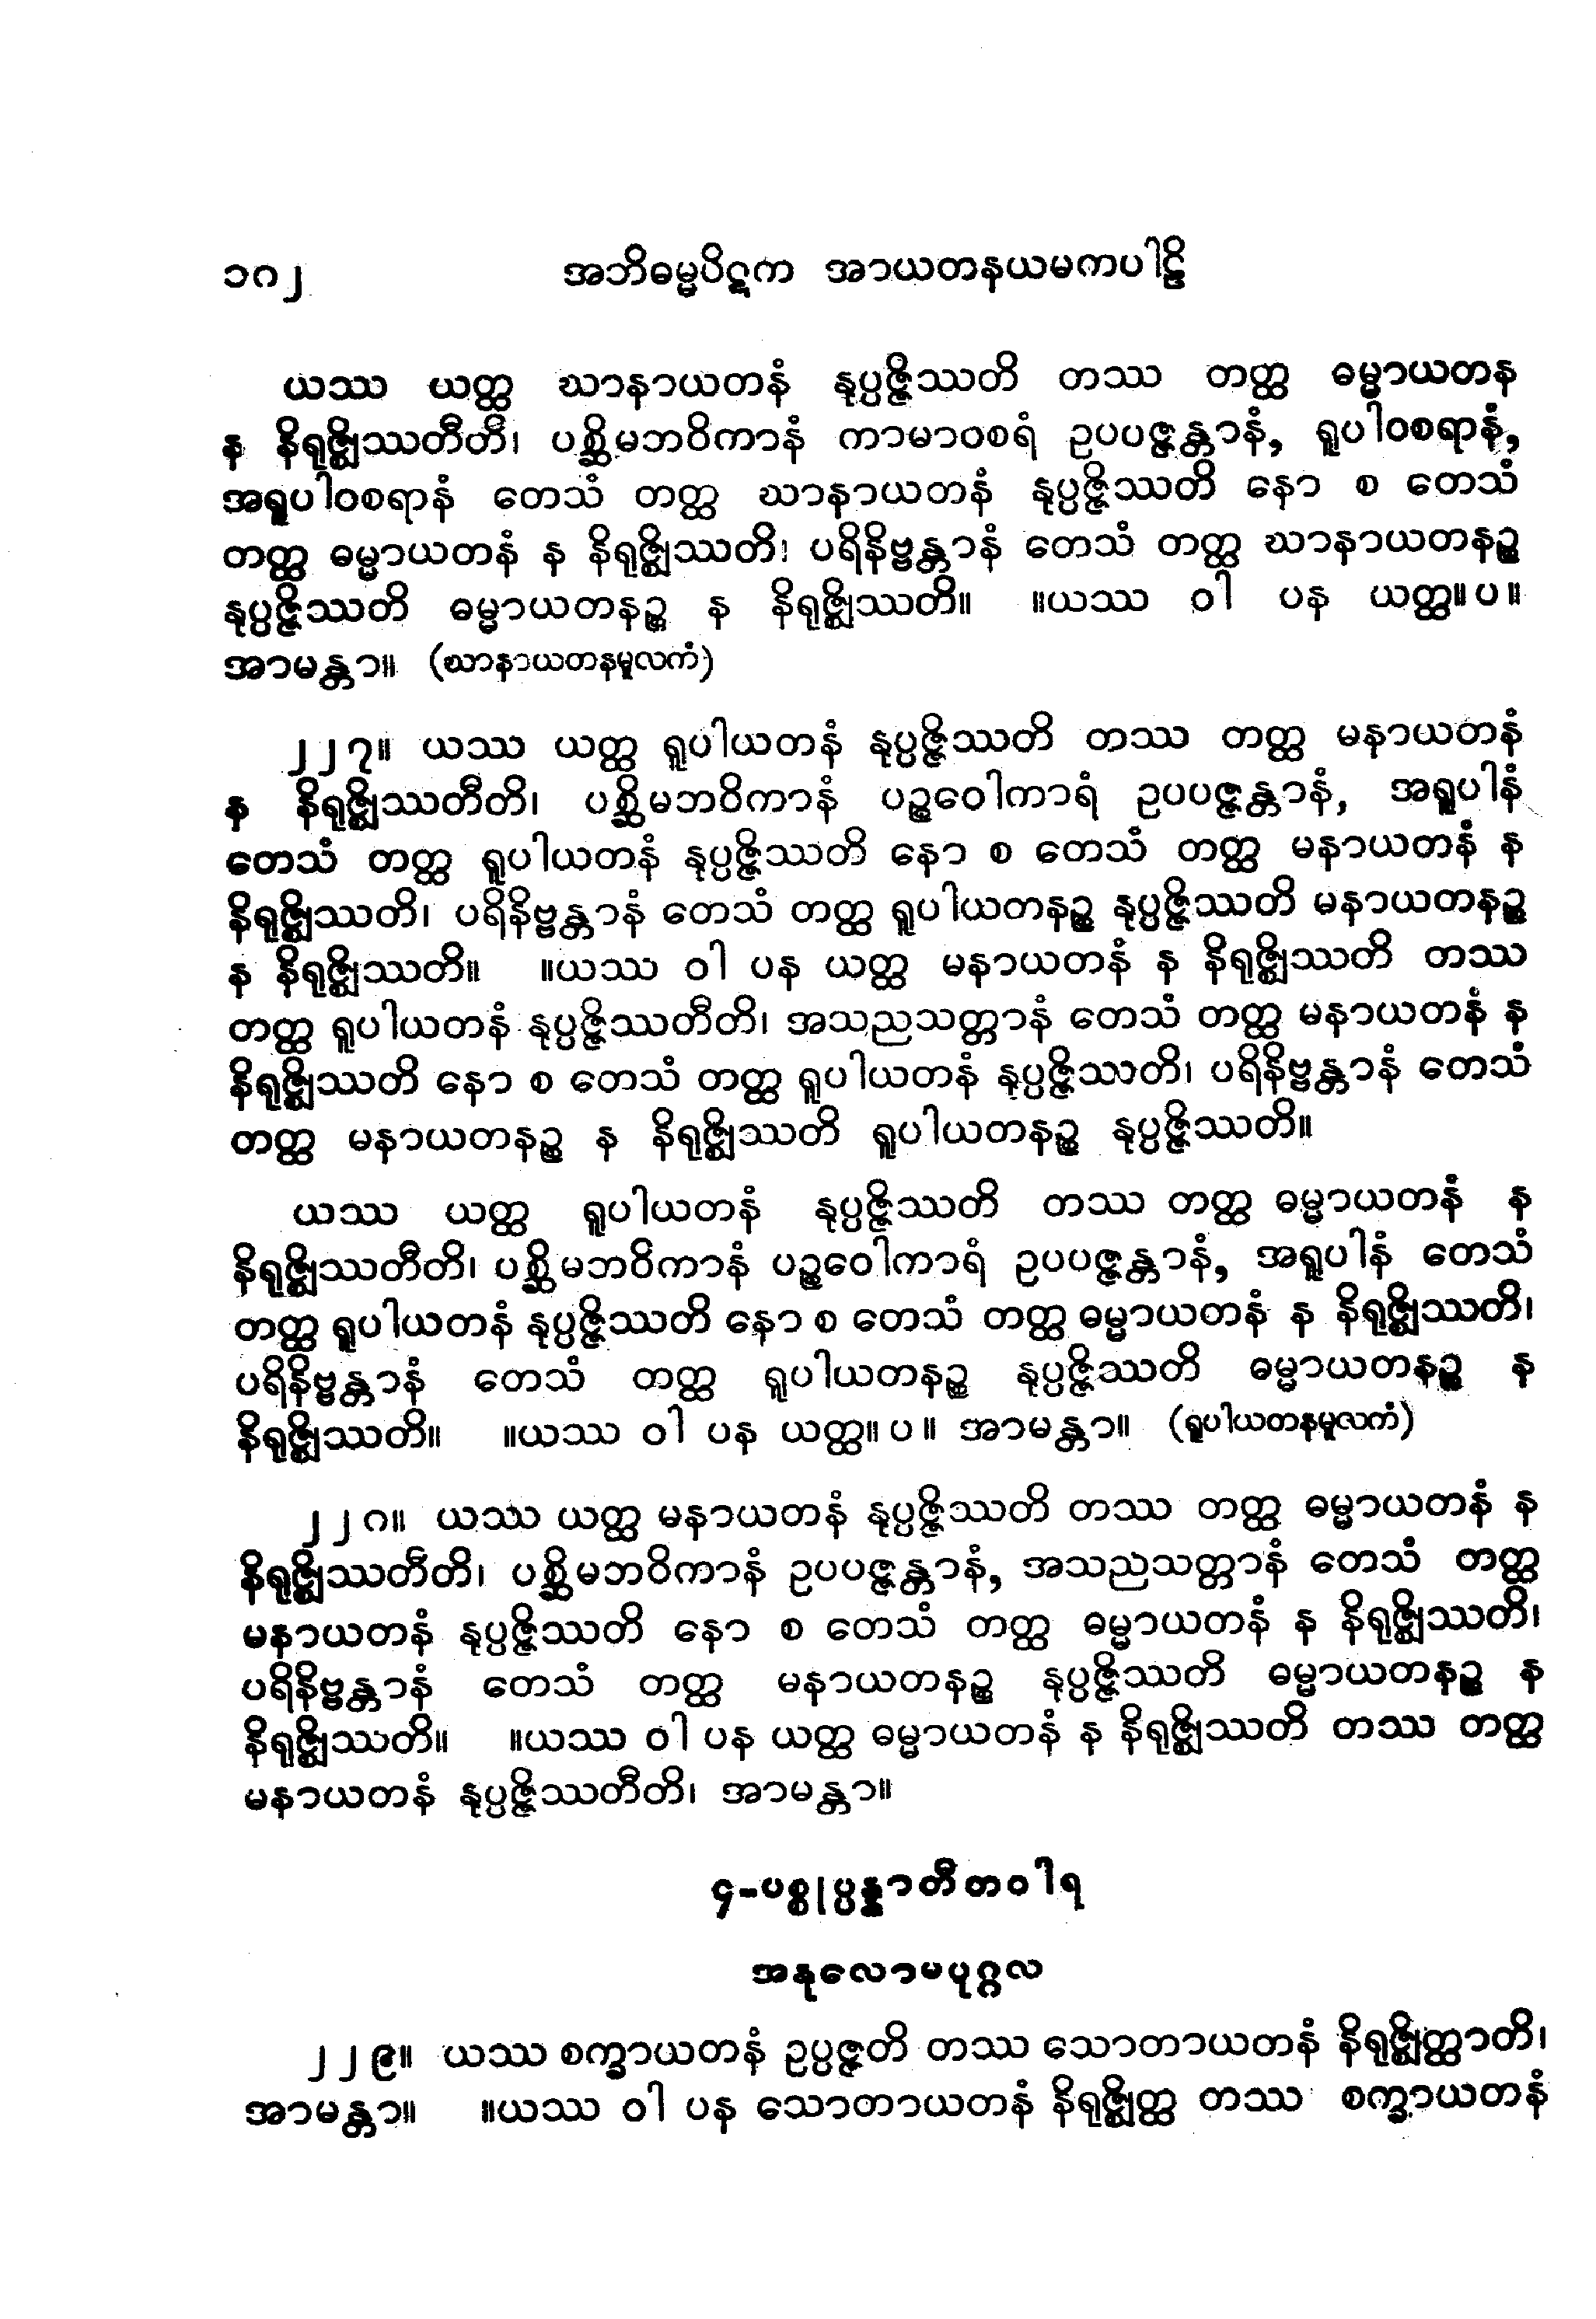 ၁၈၂ အဘိဓမ္မပိဋက အာယတနယမကပါဠိ
ယဿ ယတ္ထ ဃာနာယတနံ နုပ္ပဇ္ဇိဿတိ တဿ တတ္ထ ဓမ္မာယတန
န နိရုဇ္ဈိဿတီတိ၊ ပစ္ဆိမဘဝိကာနံ ကာမာဝစရံ ဥပပဇ္ဇန္တာနံ, ရူပါဝစရာနံ,
အရူပါဝစရာနံ တေသံ တတ္ထ ဃာနာယတနံ နုပ္ပဇ္ဇိဿတိ နော စ တေသံ
တတ္ထ ဓမ္မာယတနံ န နိရုဇ္ဈိဿတိ၊ ပရိနိဗ္ဗန္တာနံ တေသံ တတ္ထ ဃာနာယတနဉ္စ
နုပ္ပဇ္ဇိဿတိ ဓမ္မာယတနဉ္စ န နိရုဇ္ဈိဿတိ။ ။ယဿ ဝါ ပန ယတ္ထ။ပ။
အာမန္တာ။ (ဃာနာယတနမူလကံ)
၂၂၇။ ယဿ ယတ္ထ ရူပါယတနံ နုပ္ပဇ္ဇိဿတိ တဿ တတ္ထ မနာယတနံ
န နိရုဇ္ဈိဿတီတိ၊ ပစ္ဆိမဘဝိကာနံ ပဉ္စဝေါကာရံ ဥပပဇ္ဇန္တာနံ, အရူပါနံ
တေသံ တတ္ထ ရူပါယတနံ နုပ္ပဇ္ဇိဿတိ နော စ တေသံ တတ္ထ မနာယတနံ န
နိရုဇ္ဈိဿတိ၊ ပရိနိဗ္ဗန္တာနံ တေသံ တတ္ထ ရူပါယတနဉ္စ နုပ္ပဇ္ဇိဿတိ မနာယတနဉ္စ
န နိရုဇ္ဈိဿတိ။ ။ယဿ ဝါ ပန ယတ္ထ မနာယတနံ န နိရုဇ္ဈိဿတိ တဿ
တတ္ထ ရူပါယတနံ နုပ္ပဇ္ဇိဿတီတိ၊ အသညသတ္တာနံ တေသံ တတ္ထ မနာယတနံ န
နိရုဇ္ဈိဿတိ နော စ တေသံ တတ္ထ ရူပါယတနံ နုပ္ပဇ္ဇိဿတိ၊ ပရိနိဗ္ဗန္တာနံ တေသံ
တတ္ထ မနာယတနဉ္စ န နိရုဇ္ဈိဿတိ ရူပါယတနဉ္စ နုပ္ပဇ္ဇိဿတိ။
ယဿ ယတ္ထ ရူပါယတနံ နုပ္ပဇ္ဇိဿတိ တဿ တတ္ထ ဓမ္မာယတနံ န
နိရုဇ္ဈိဿတီတိ၊ ပစ္ဆိမဘဝိကာနံ ပဉ္စဝေါကာရံ ဥပပဇ္ဇန္တာနံ, အရူပါနံ တေသံ
တတ္ထ ရူပါယတနံ နုပ္ပဇ္ဇိဿတိ နော စ တေသံ တတ္ထ ဓမ္မာယတနံ န နိရုဇ္ဈိဿတိ၊
ပရိနိဗ္ဗန္တာနံ တေသံ တတ္ထ ရူပါယတနဉ္စ နုပ္ပဇ္ဇိဿတိ ဓမ္မာယတနဉ္စ န
နိရုဇ္ဈိဿတိ။ ။ယဿ ဝါ ပန ယတ္ထ။ပ။ အာမန္တာ။ (ရူပါယတနမူလကံ)
၂၂၈။ ယဿ ယတ္ထ မနာယတနံ နုပ္ပဇ္ဇိဿတိ တဿ တတ္ထ ဓမ္မာယတနံ န
နိရုဇ္ဈိဿတီတိ၊ ပစ္ဆိမဘဝိကာနံ ဥပပဇ္ဇန္တာနံ, အသညသတ္တာနံ တေသံ တတ္ထ
မနာယတနံ နုပ္ပဇ္ဇိဿတိ နော စ တေသံ တတ္ထ ဓမ္မာယတနံ န နိရုဇ္ဈိဿတိ၊
ပရိနိဗ္ဗန္တာနံ တေသံ တတ္ထ မနာယတနဉ္စ နုပ္ပဇ္ဇိဿတိ ဓမ္မာယတနဉ္စ န
နိရုဇ္ဈိဿတိ။ ။ယဿ ဝါ ပန ယတ္ထ ဓမ္မာယတနံ န နိရုဇ္ဈိဿတိ တဿ တတ္ထ
မနာယတနံ နုပ္ပဇ္ဇိဿတီတိ၊ အာမန္တာ။
၄-ပစ္စုပ္ပန္နာတီတဝါရ
အနုလောမပုဂ္ဂလ
၂၂၉။ ယဿ စက္ခာယတနံ ဥပ္ပဇ္ဇတိ တဿ သောတာယတနံ နိရုဇ္ဈိတ္ထာတိ၊
အာမန္တာ။ ။ယဿ ဝါ ပန သောတာယတနံ နိရုဇ္ဈိတ္ထ တဿ စက္ခာယတနံ